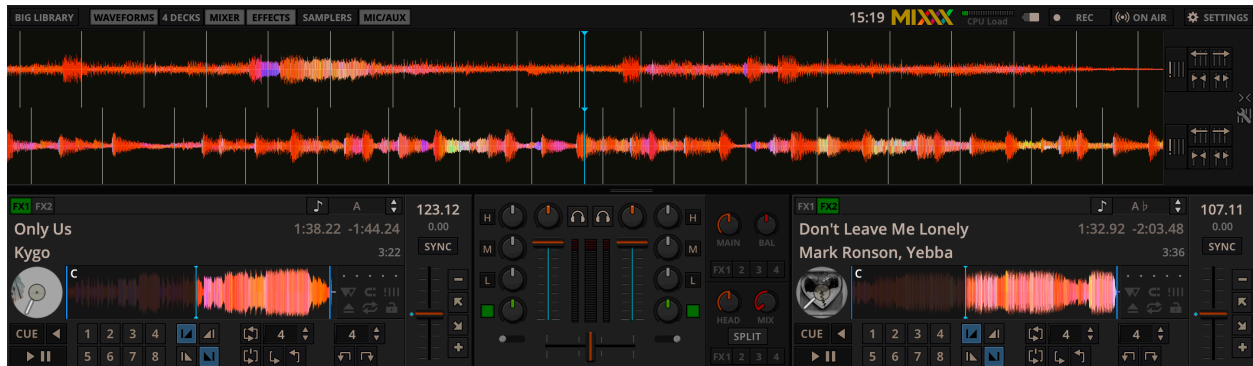 BIG LIBRARY WAVEFORMS 4 DECKS MIXER EFFECTS SAMPLERS MIC/AUX 15:19 MIXXX CPU Load REC ON AIR SETTINGS
FX1 FX2 ♪ A 123.12 FX1 FX2 ♪ A♭ 107.11
Only Us 1:38.22 -1:44.24 0.00 H H Don't Leave Me Lonely 1:32.92 -2:03.48 0.00
Kygo 3:22 SYNC M M MAIN BAL Mark Ronson, Yebba 3:36 SYNC
C L L FX1 2 3 4 C
HEAD MIX
CUE 1 2 3 4 4 4 SPLIT CUE 1 2 3 4 4 4
5 6 7 8 FX1 2 3 4 5 6 7 8